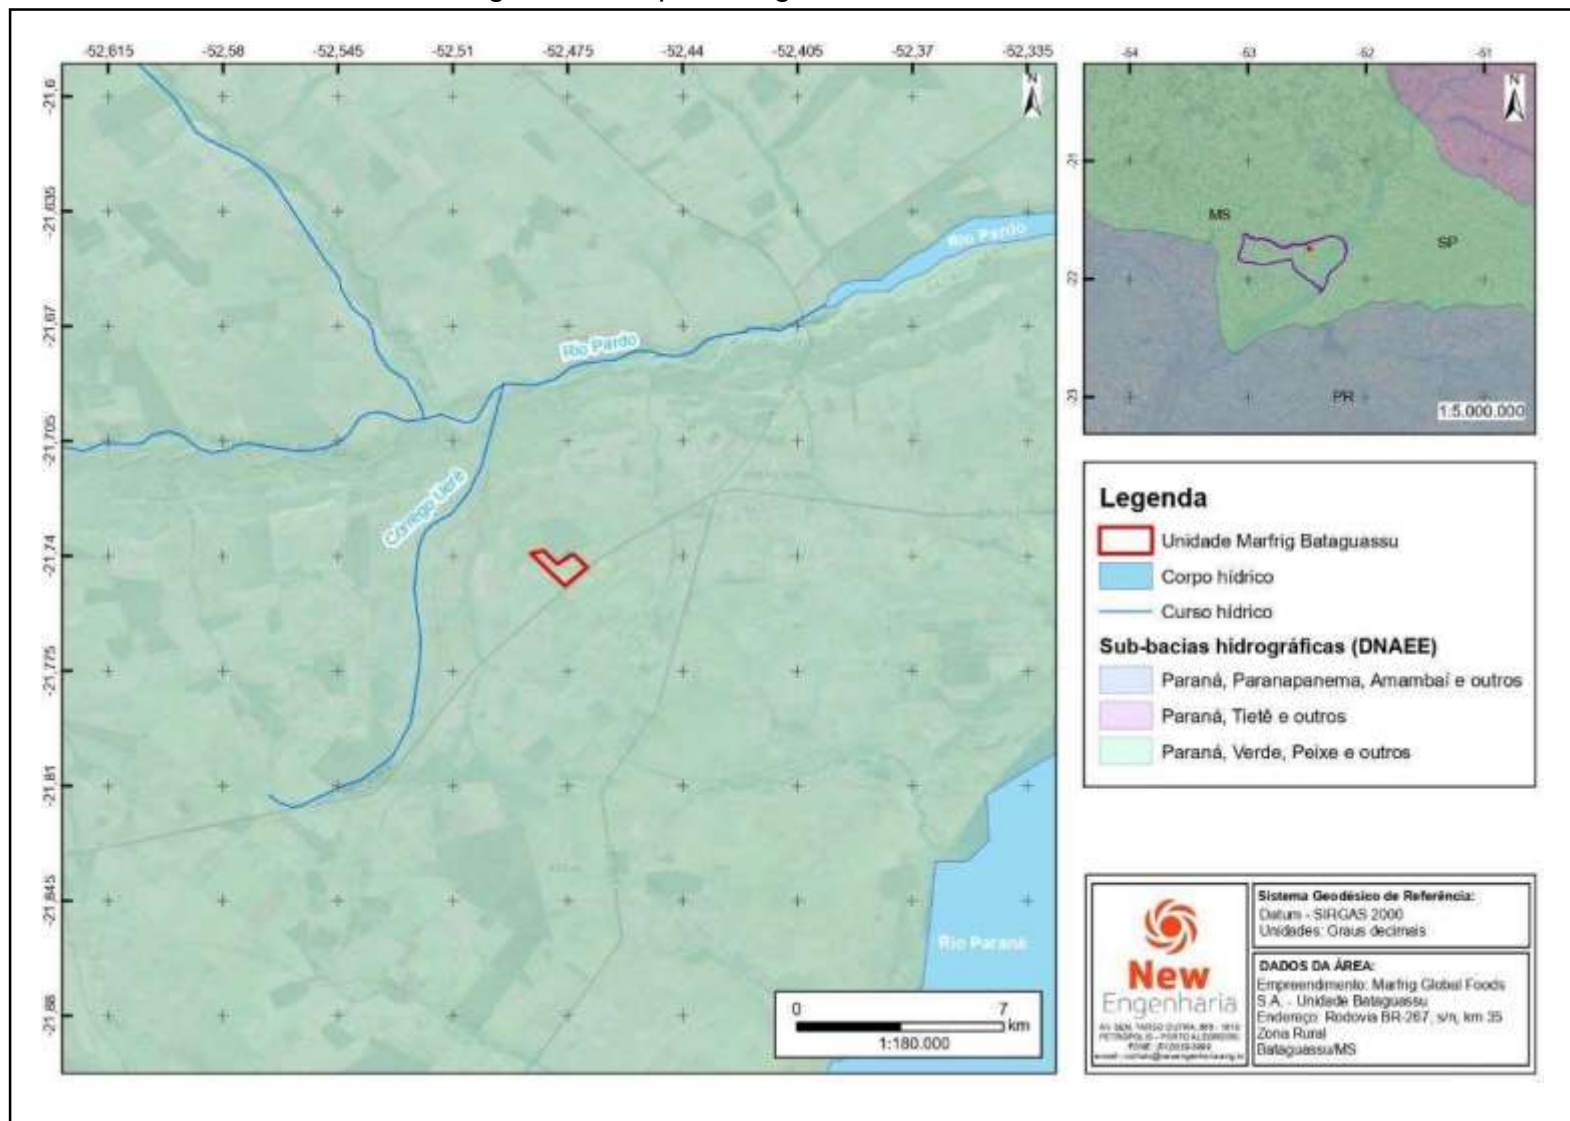 -52,615 -52,58 -52,545 -52,51 -52,475 -52,44 -52,405 -52,37 -52,335
-21,6
-21,635
-21,67
-21,705
-21,74
-21,775
-21,81
-21,845
-21,88
N
Rio Pardo
Rio Pardo
Córrego Uerê
Rio Paraná
0 7
km
1:180.000
-54 -53 -52 -51
-21
-22
-23
N
MS
SP
PR
1:5.000.000
Legenda
Unidade Marfrig Bataguassu
Corpo hídrico
Curso hídrico
Sub-bacias hidrográficas (DNAEE)
Paraná, Paranapanema, Amambaí e outros
Paraná, Tietê e outros
Paraná, Verde, Peixe e outros
New
Engenharia
Sistema Geodésico de Referência:
Datum - SIRGAS 2000
Unidades: Graus decimais
DADOS DA ÁREA:
Empreendimento: Marfrig Global Foods
S.A. - Unidade Bataguassu
Endereço: Rodovia BR-267, s/n, km 35
Zona Rural
Bataguassu/MS